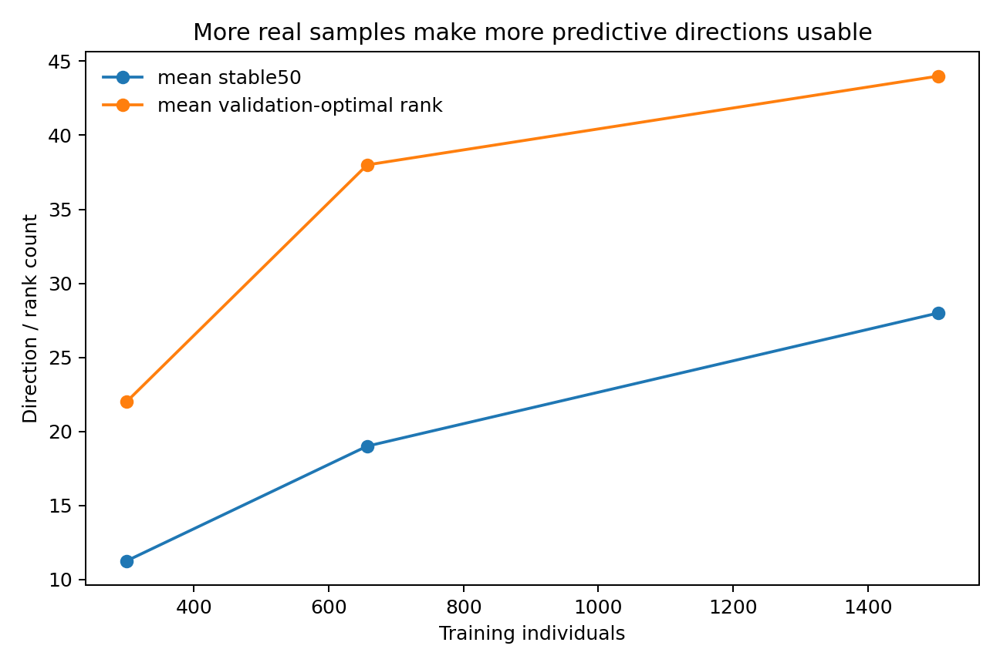 More real samples make more predictive directions usable
mean stable50
mean validation-optimal rank
Direction / rank count
45
40
35
30
25
20
15
10
400 600 800 1000 1200 1400
Training individuals